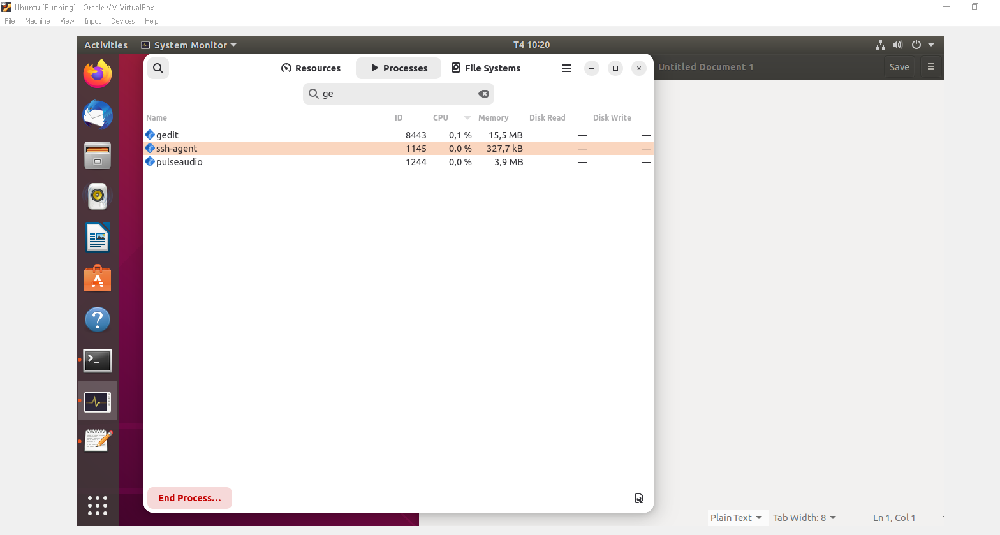 Ubuntu [Running] - Oracle VM VirtualBox
File Machine View Input Devices Help
Activities System Monitor T4 10:20
Resources Processes File Systems
Untitled Document 1 Save
ge
Name ID CPU Memory Disk Read Disk Write
gedit 8443 0,1 % 15,5 MB — —
ssh-agent 1145 0,0 % 327,7 kB — —
pulseaudio 1244 0,0 % 3,9 MB — —
End Process…
Plain Text Tab Width: 8 Ln 1, Col 1